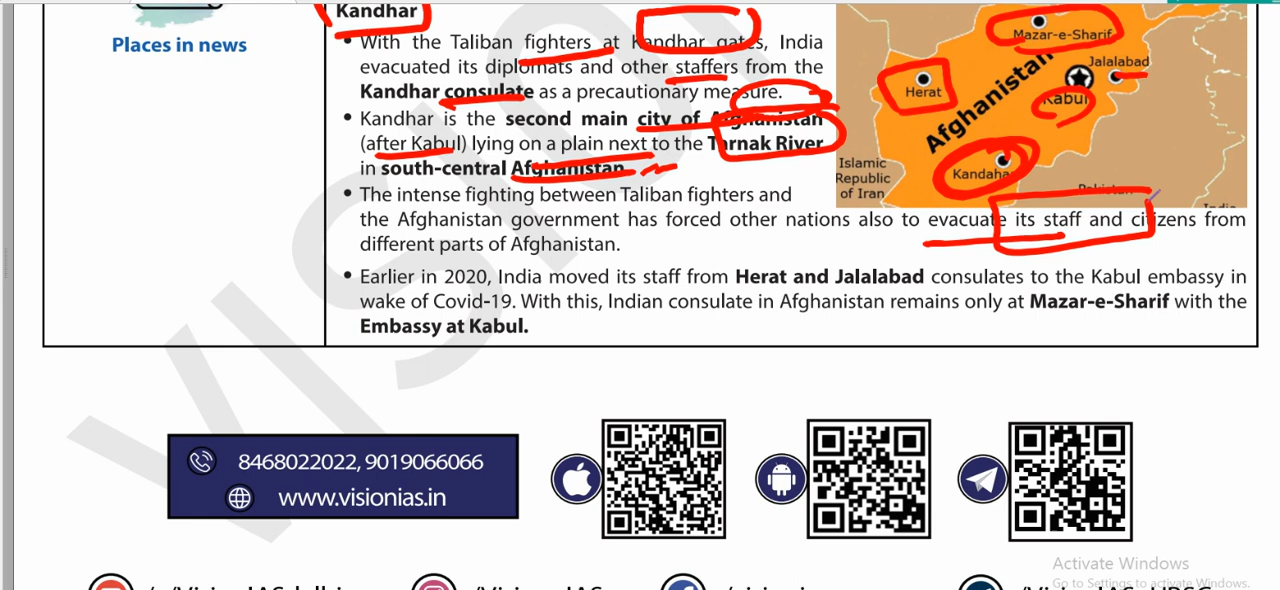 Kandhar
Places in news
• With the Taliban fighters at Kandhar gates, India
evacuated its diplomats and other staffers from the
Kandhar consulate as a precautionary measure.
• Kandhar is the second main city of Afghanistan
(after Kabul) lying on a plain next to the Tarnak River
in south-central Afghanistan
• The intense fighting between Taliban fighters and
the Afghanistan government has forced other nations also to evacuate its staff and citizens from
different parts of Afghanistan.
• Earlier in 2020, India moved its staff from Herat and Jalalabad consulates to the Kabul embassy in
wake of Covid-19. With this, Indian consulate in Afghanistan remains only at Mazar-e-Sharif with the
Embassy at Kabul.
Mazar-e-Sharif
Jalalabad
Herat
Kabul
Afghanistan
Kandahar
Islamic
Republic
of Iran
Pakistan
India
VISION
8468022022, 9019066066
www.visionias.in
Activate Windows
Go to Settings to activate Windows.